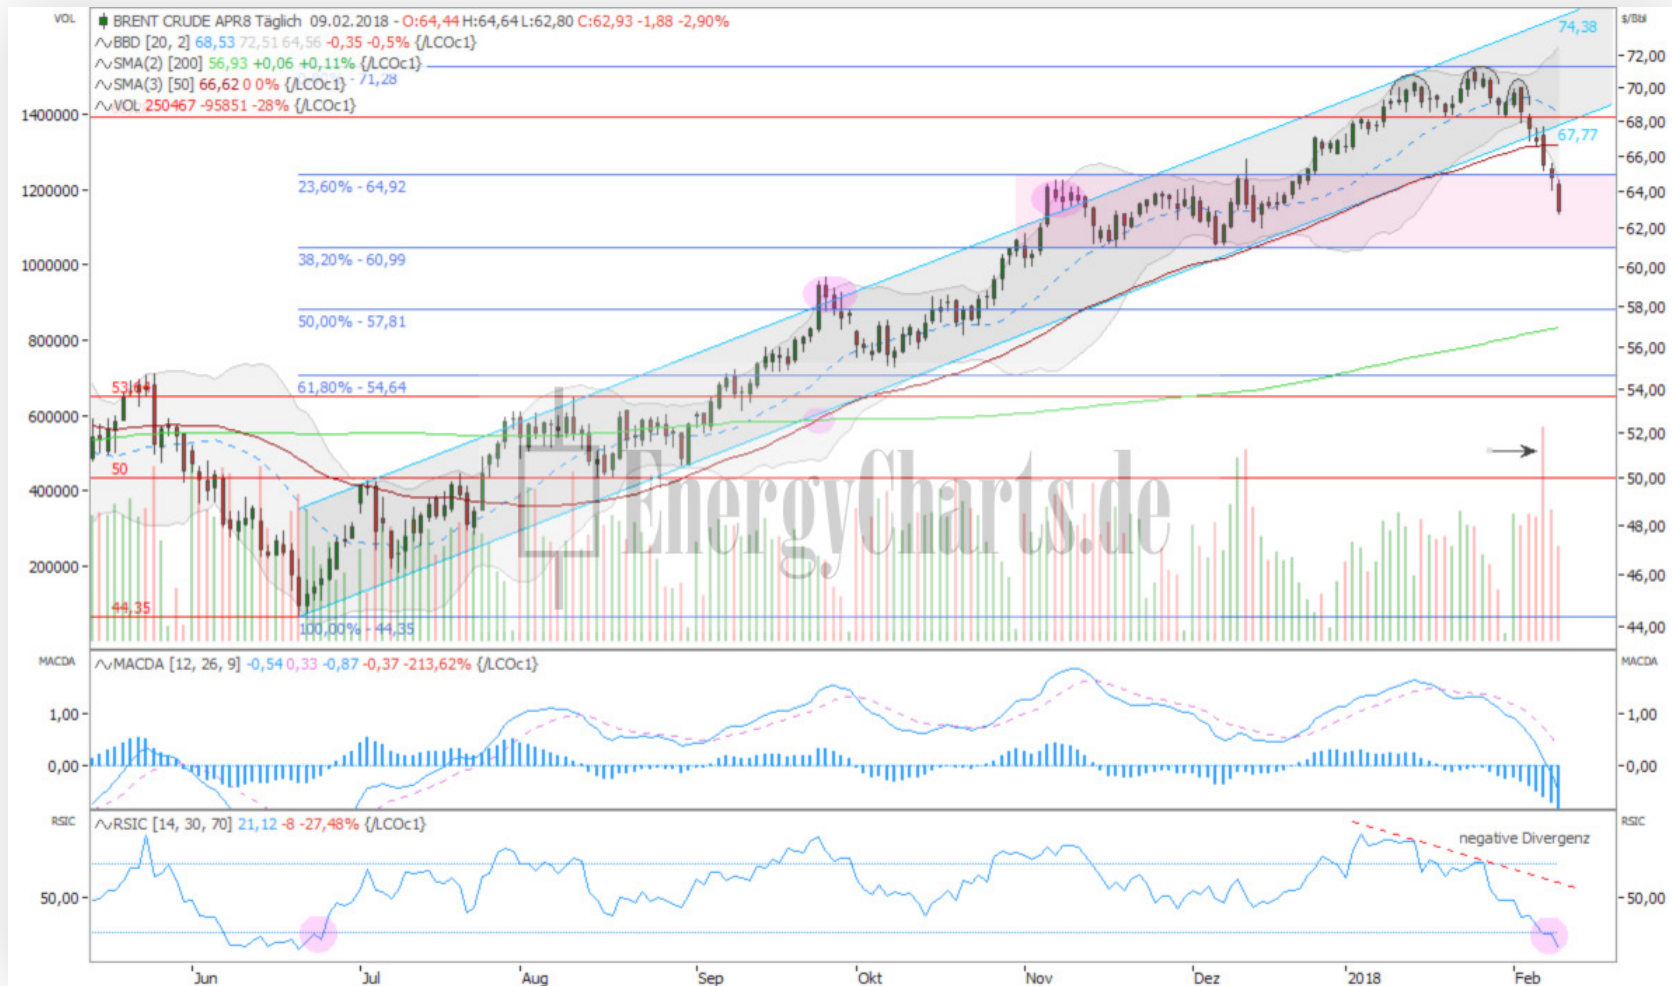 VOL
BRENT CRUDE APR8 Täglich 09.02.2018 - O:64,44 H:64,64 L:62,80 C:62,93 -1,88 -2,90%
$/Bbl
BBD [20, 2] 68,53 72,51 64,56 -0,35 -0,5% {/LCOc1}
SMA(2) [200] 56,93 +0,06 +0,11% {/LCOc1}
SMA(3) [50] 66,62 0 0% {/LCOc1}
- 71,28
VOL 250467 -95851 -28% {/LCOc1}
74,38
67,77
1400000
1200000
1000000
800000
600000
400000
200000
72,00
70,00
68,00
66,00
64,00
62,00
60,00
58,00
56,00
54,00
52,00
50,00
48,00
46,00
44,00
23,60% - 64,92
38,20% - 60,99
50,00% - 57,81
61,80% - 54,64
53,64
50
44,35
100,00% - 44,35
EnergyCharts.de
MACDA
MACDA [12, 26, 9] -0,54 0,33 -0,87 -0,37 -213,62% {/LCOc1}
MACDA
1,00
1,00
0,00
0,00
RSIC
RSIC [14, 30, 70] 21,12 -8 -27,48% {/LCOc1}
RSIC
negative Divergenz
50,00
50,00
Jun Jul Aug Sep Okt Nov Dez 2018 Feb